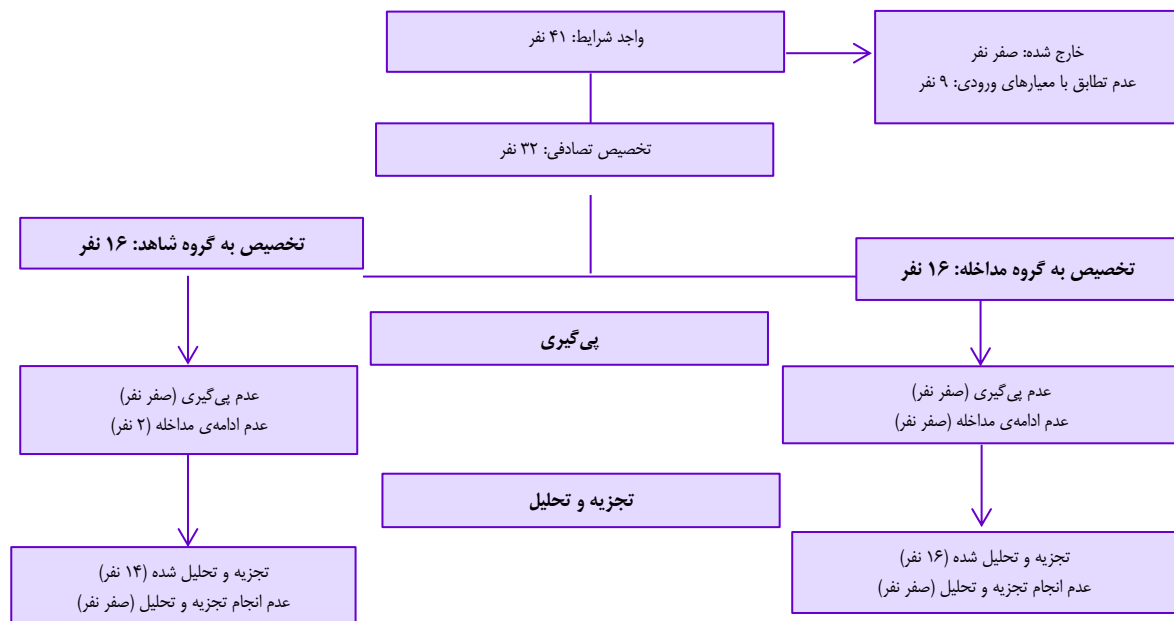 واجد شرایط: ۴۱ نفر
خارج شده: صفر نفر
عدم تطابق با معیارهای ورودی: ۹ نفر
تخصیص تصادفی: ۳۲ نفر
تخصیص به گروه مداخله: ۱۶ نفر
تخصیص به گروه شاهد: ۱۶ نفر
پی‌گیری
عدم پی‌گیری (صفر نفر)
عدم ادامه‌ی مداخله (صفر نفر)
عدم پی‌گیری (صفر نفر)
عدم ادامه‌ی مداخله (۲ نفر)
تجزیه و تحلیل
تجزیه و تحلیل شده (۱۶ نفر)
عدم انجام تجزیه و تحلیل (صفر نفر)
تجزیه و تحلیل شده (۱۴ نفر)
عدم انجام تجزیه و تحلیل (صفر نفر)